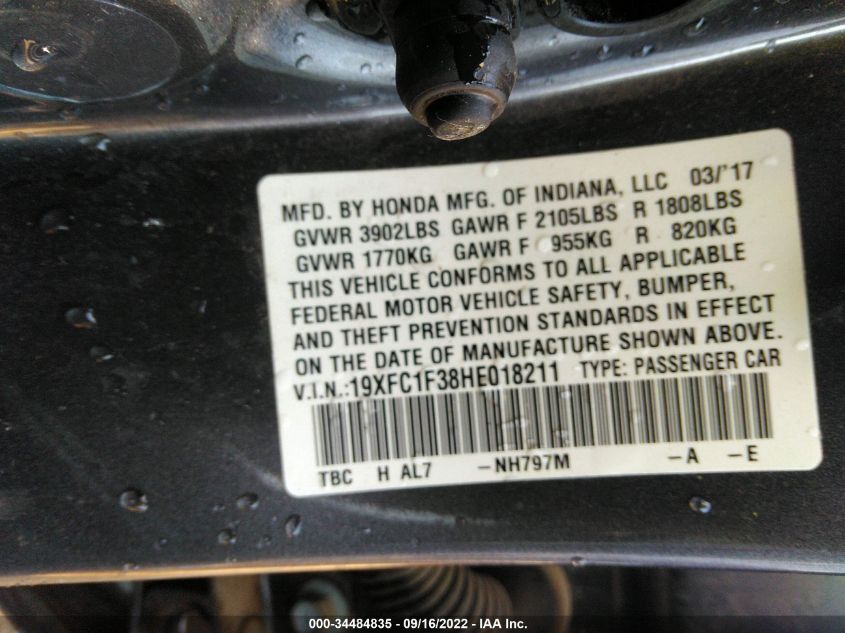 MFD. BY HONDA MFG. OF INDIANA, LLC 03/'17
GVWR 3902LBS GAWR F 2105LBS R 1808LBS
GVWR 1770KG GAWR F 955KG R 820KG
THIS VEHICLE CONFORMS TO ALL APPLICABLE
FEDERAL MOTOR VEHICLE SAFETY, BUMPER,
AND THEFT PREVENTION STANDARDS IN EFFECT
ON THE DATE OF MANUFACTURE SHOWN ABOVE.
V.I.N.:19XFC1F38HE018211 TYPE: PASSENGER CAR
TBC H AL7 -NH797M -A -E
000-34484835 - 09/16/2022 - IAA Inc.